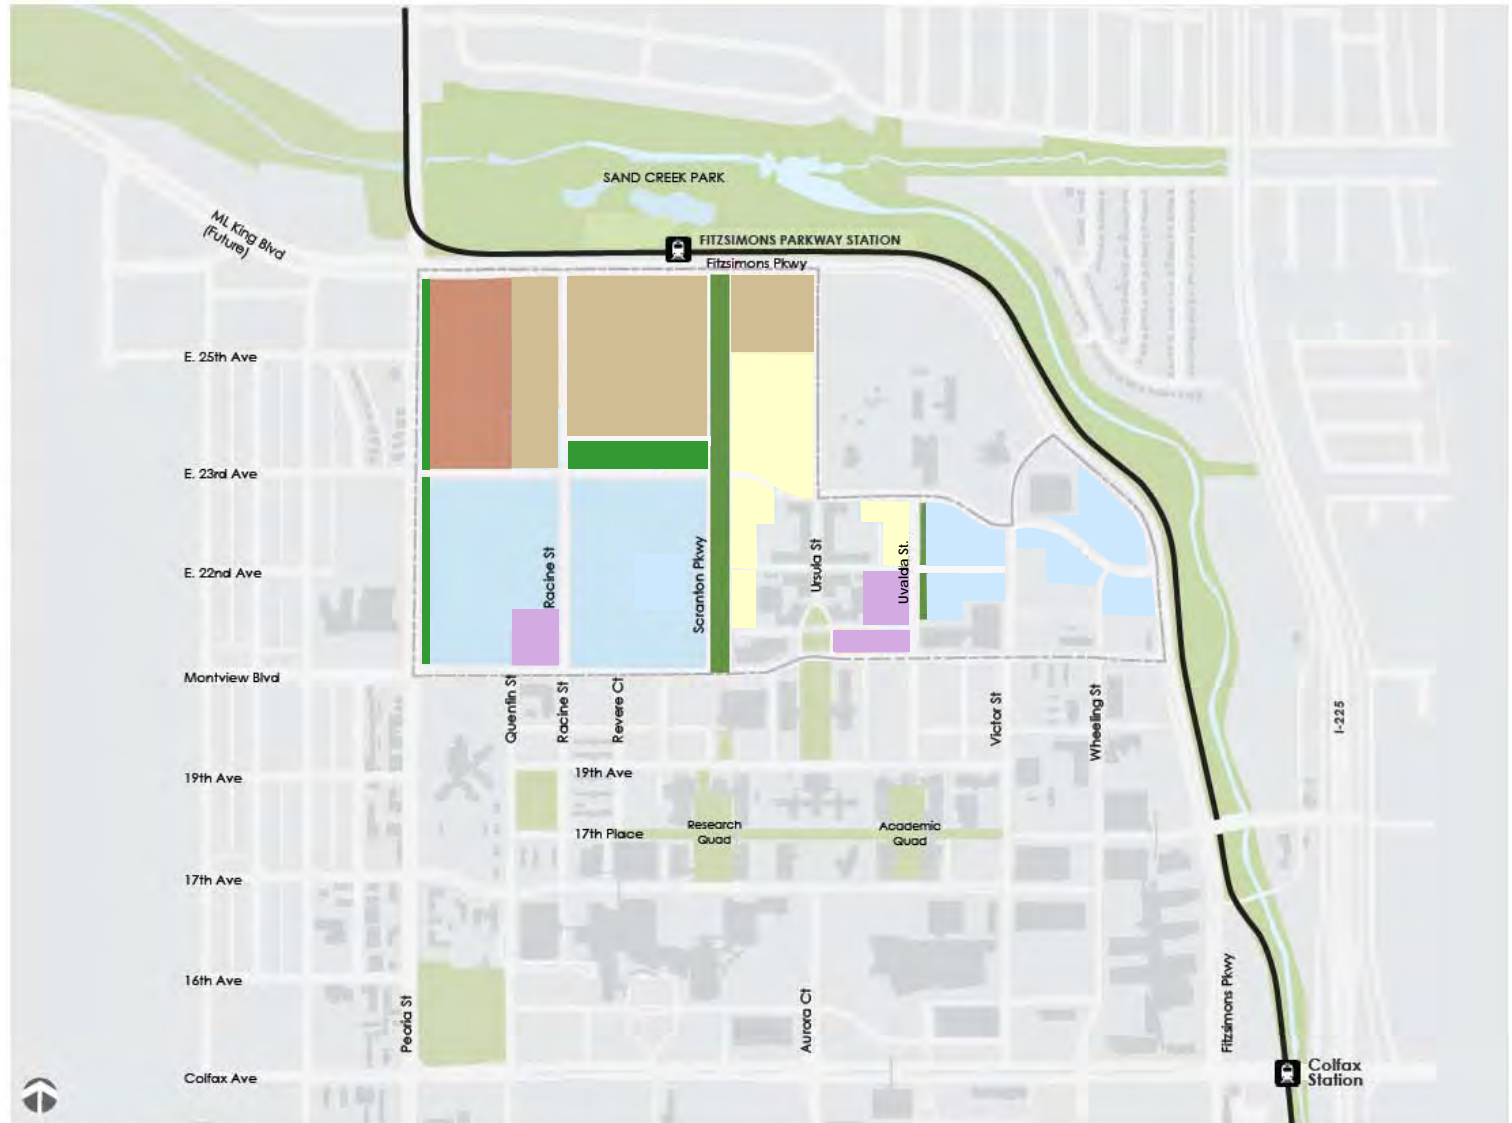 SAND CREEK PARK
ML King Blvd
(Future)
FITZSIMONS PARKWAY STATION
Fitzsimons Pkwy
E. 25th Ave
E. 23rd Ave
E. 22nd Ave
Racine St
Scranton Pkwy
Ursula St
Uvalda St.
Montview Blvd
Quentin St
Racine St
Revere Ct
Victor St
Wheeling St
I-225
19th Ave
19th Ave
17th Place
Research
Quad
Academic
Quad
17th Ave
16th Ave
Peoria St
Aurora Ct
Fitzsimons Pkwy
Colfax Ave
Colfax
Station